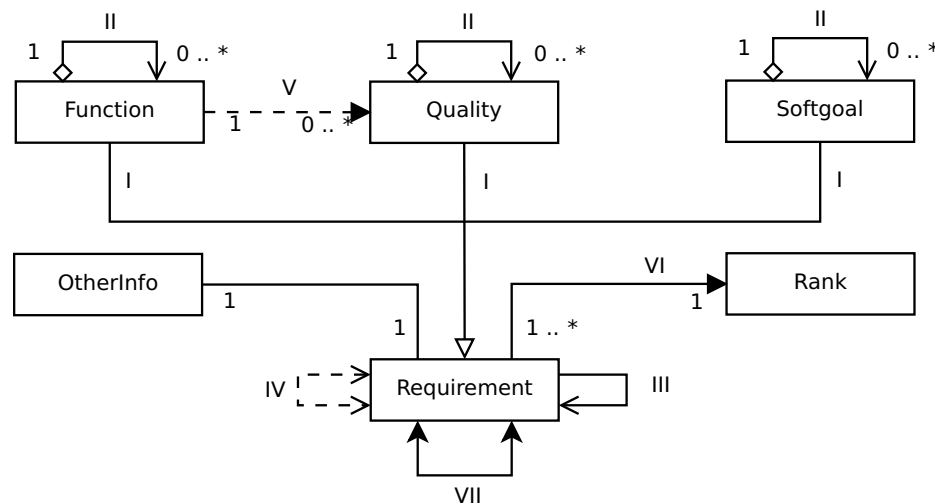 II
II
II
1
0 .. *
1
0 .. *
1
0 .. *
Function
V
Quality
Softgoal
1
0 .. *
I
I
I
OtherInfo
VI
Rank
1
1
1
1 .. *
Requirement
IV
III
VII